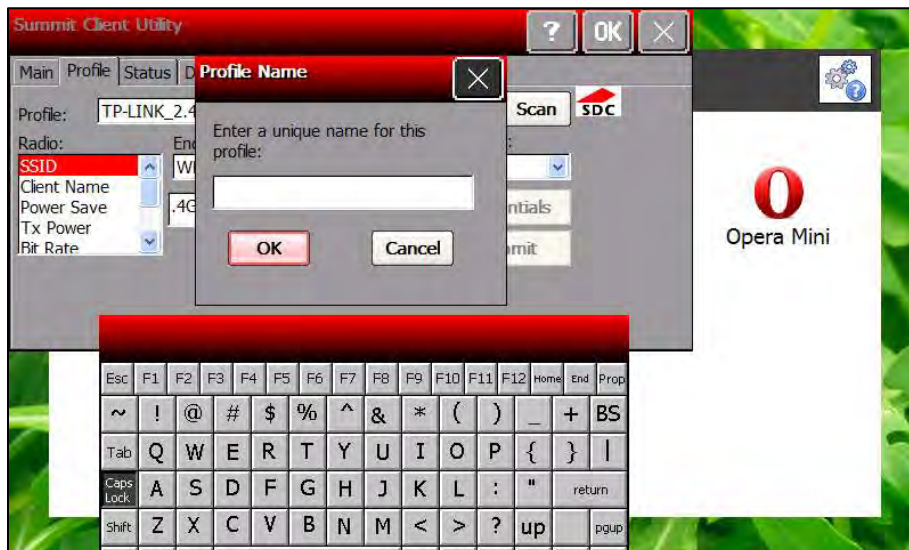 Summit Client Utility
? OK
Main Profile Status D
Profile Name
Profile: TP-LINK_2.4
Scan SDC
Radio:
Enc
SSID
Client Name
Power Save
Tx Power
Bit Rate
.4G
Enter a unique name for this
profile:
OK Cancel
ntials
mit
Opera Mini
Esc F1 F2 F3 F4 F5 F6 F7 F8 F9 F10 F11 F12 Home End Prop
~ ! @ # $ % ^ & * ( ) _ + BS
Tab Q W E R T Y U I O P { } |
Caps Lock A S D F G H J K L : " return
Shift Z X C V B N M < > ? up pgup